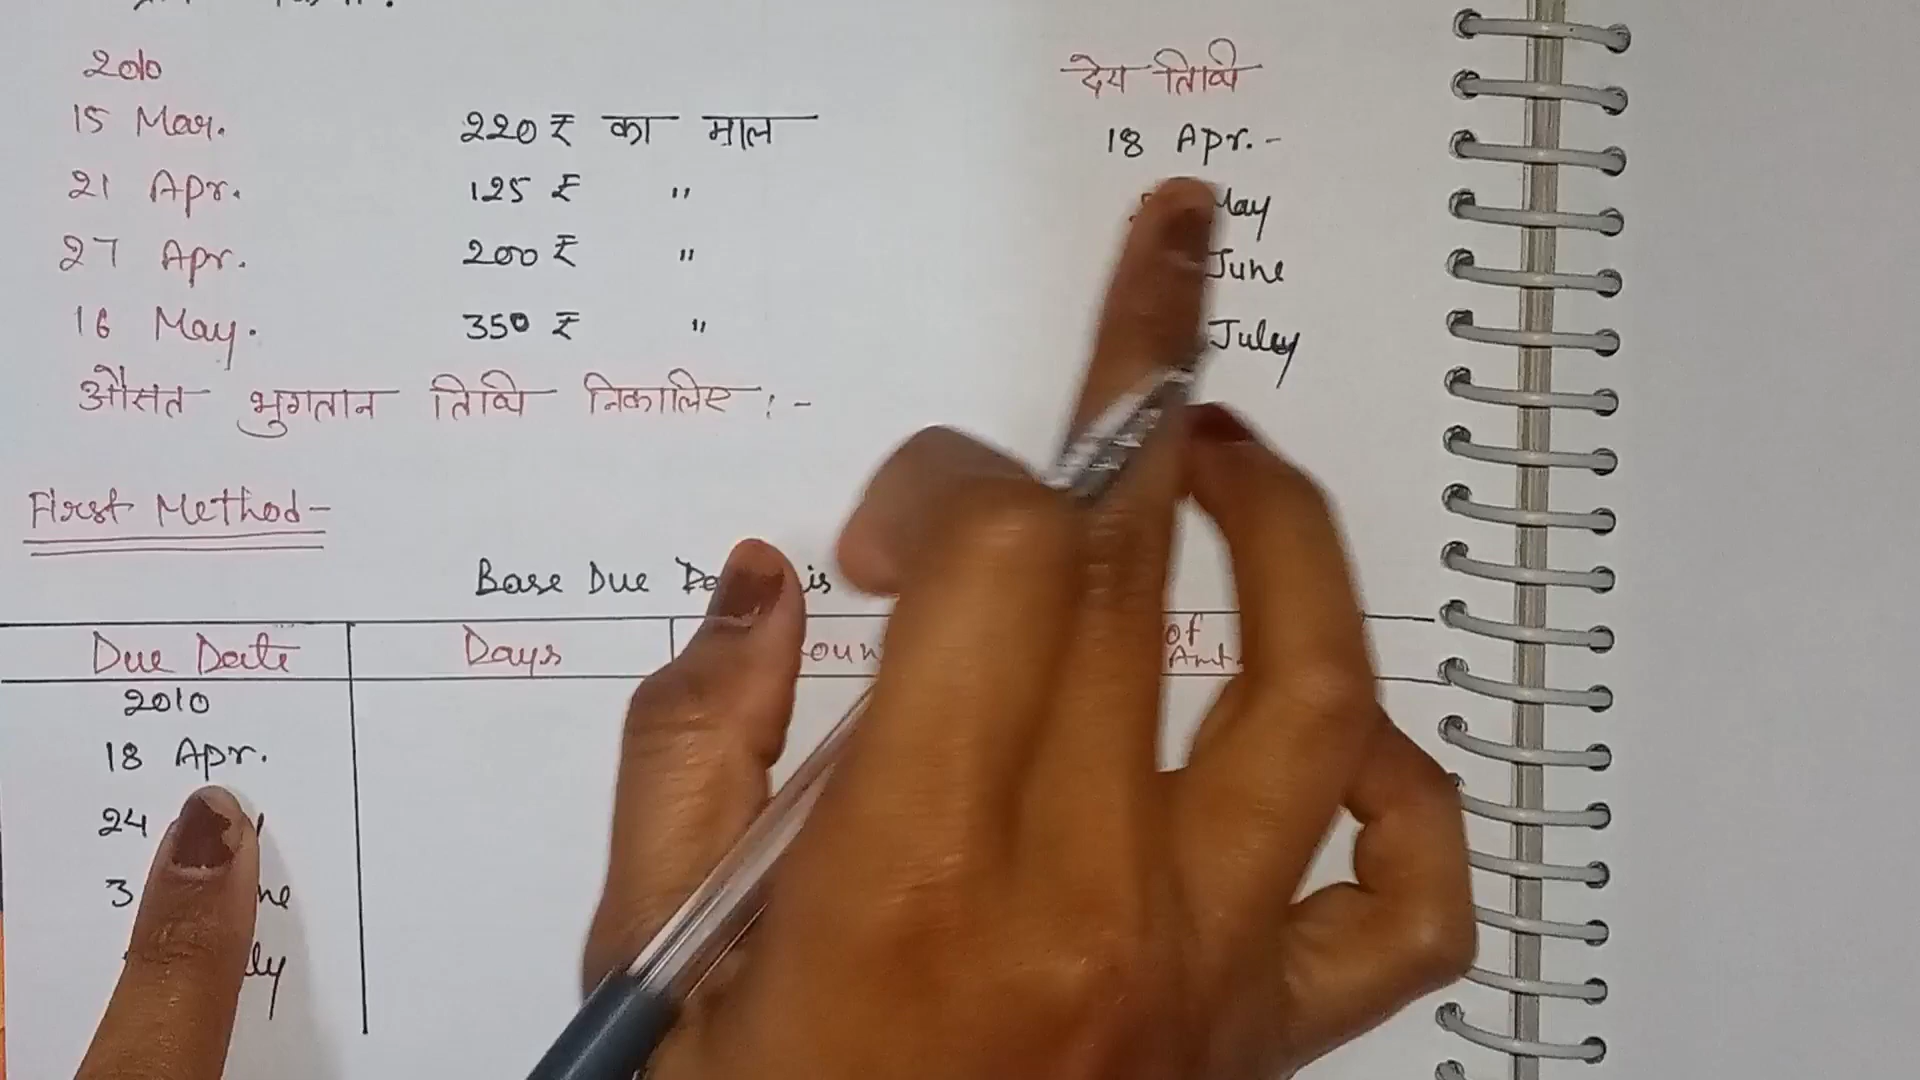 2010
देय तिथि
15 Mar. 220 ₹ का माल 18 Apr. -
21 Apr. 125 ₹ " May
27 Apr. 200 ₹ " June
16 May. 350 ₹ " Juley
औसत भुगतान तिथि निकालिए : -
First Method -
Base Due is
Due Date Days of Amt.
2010
18 Apr.
24
3